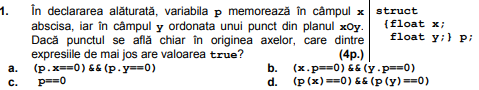 1. În declararea alăturată, variabila p memorează în câmpul x
abscisa, iar în câmpul y ordonata unui punct din planul xOy.
Dacă punctul se află chiar în originea axelor, care dintre
expresiile de mai jos are valoarea true? (4p.)
struct
{float x;
float y;} p;
a. (p.x==0) && (p.y==0) b. (x.p==0) && (y.p==0)
c. p==0 d. (p(x)==0) && (p(y)==0)